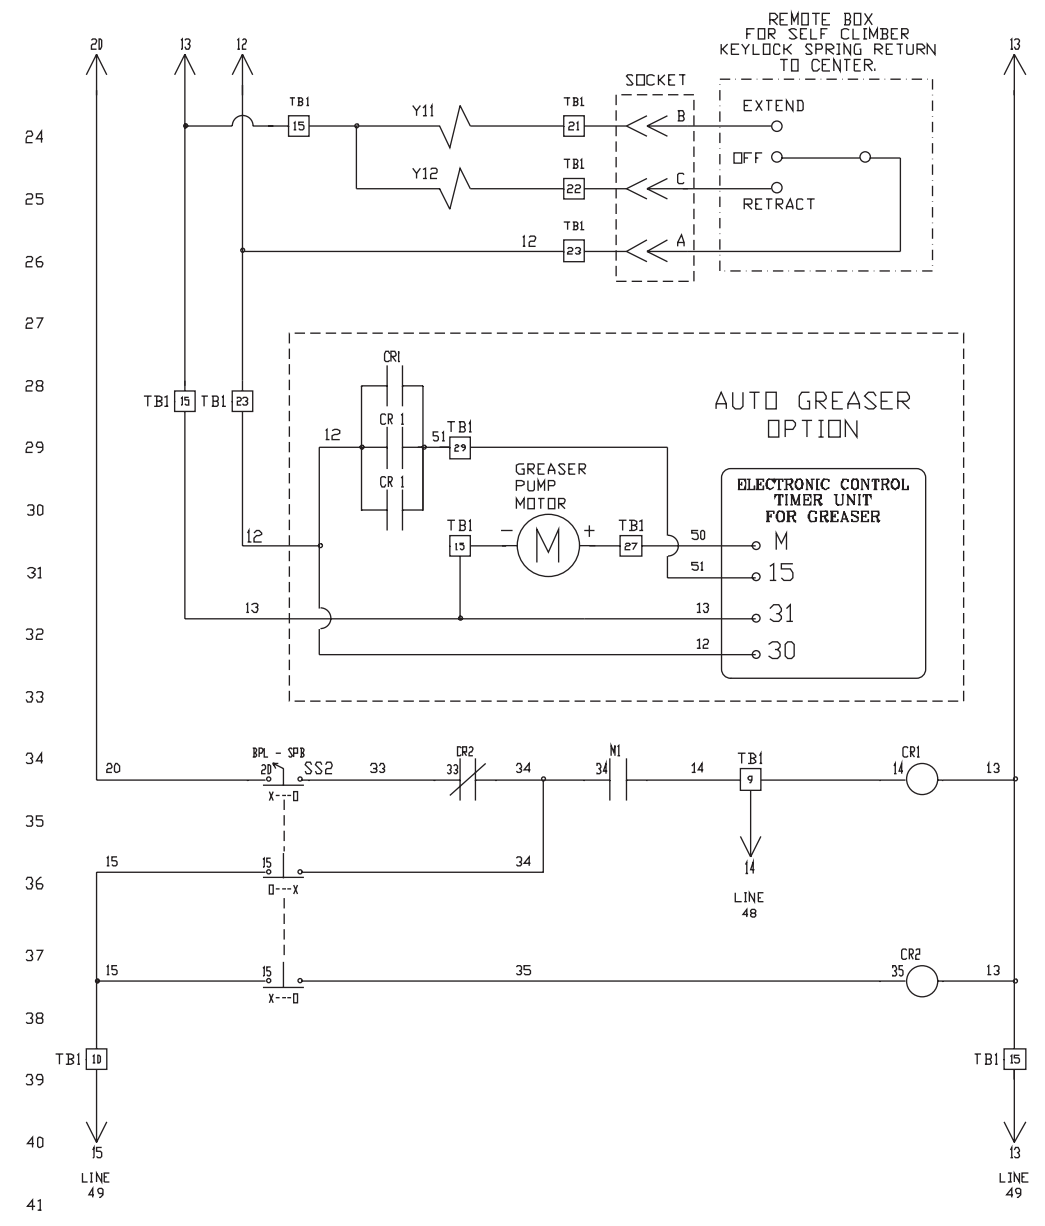 REMOTE BOX
FOR SELF CLIMBER
KEYLOCK SPRING RETURN
TO CENTER.
20
13
12
13
SOCKET
TB1
Y11
TB1
B
EXTEND
24
15
21
OFF
TB1
Y12
C
25
22
RETRACT
TB1
12
A
26
23
27
CR1
28
TB1
15
TB1
23
AUTO GREASER
OPTION
CR 1
12
51
TB1
29
29
GREASER
PUMP
MOTOR
CR 1
ELECTRONIC CONTROL
TIMER UNIT
FOR GREASER
30
TB1
-
+
TB1
12
15
M
27
50
M
31
51
15
13
13
31
32
12
30
33
34
BPL - SPB
CR2
N1
TB1
CR1
20
20
SS2
33
33
34
34
14
9
14
13
X---O
35
15
15
34
14
36
O---X
LINE
48
37
CR2
15
15
35
35
13
X---O
38
TB1
10
TB1
15
39
40
15
13
LINE
49
LINE
49
41